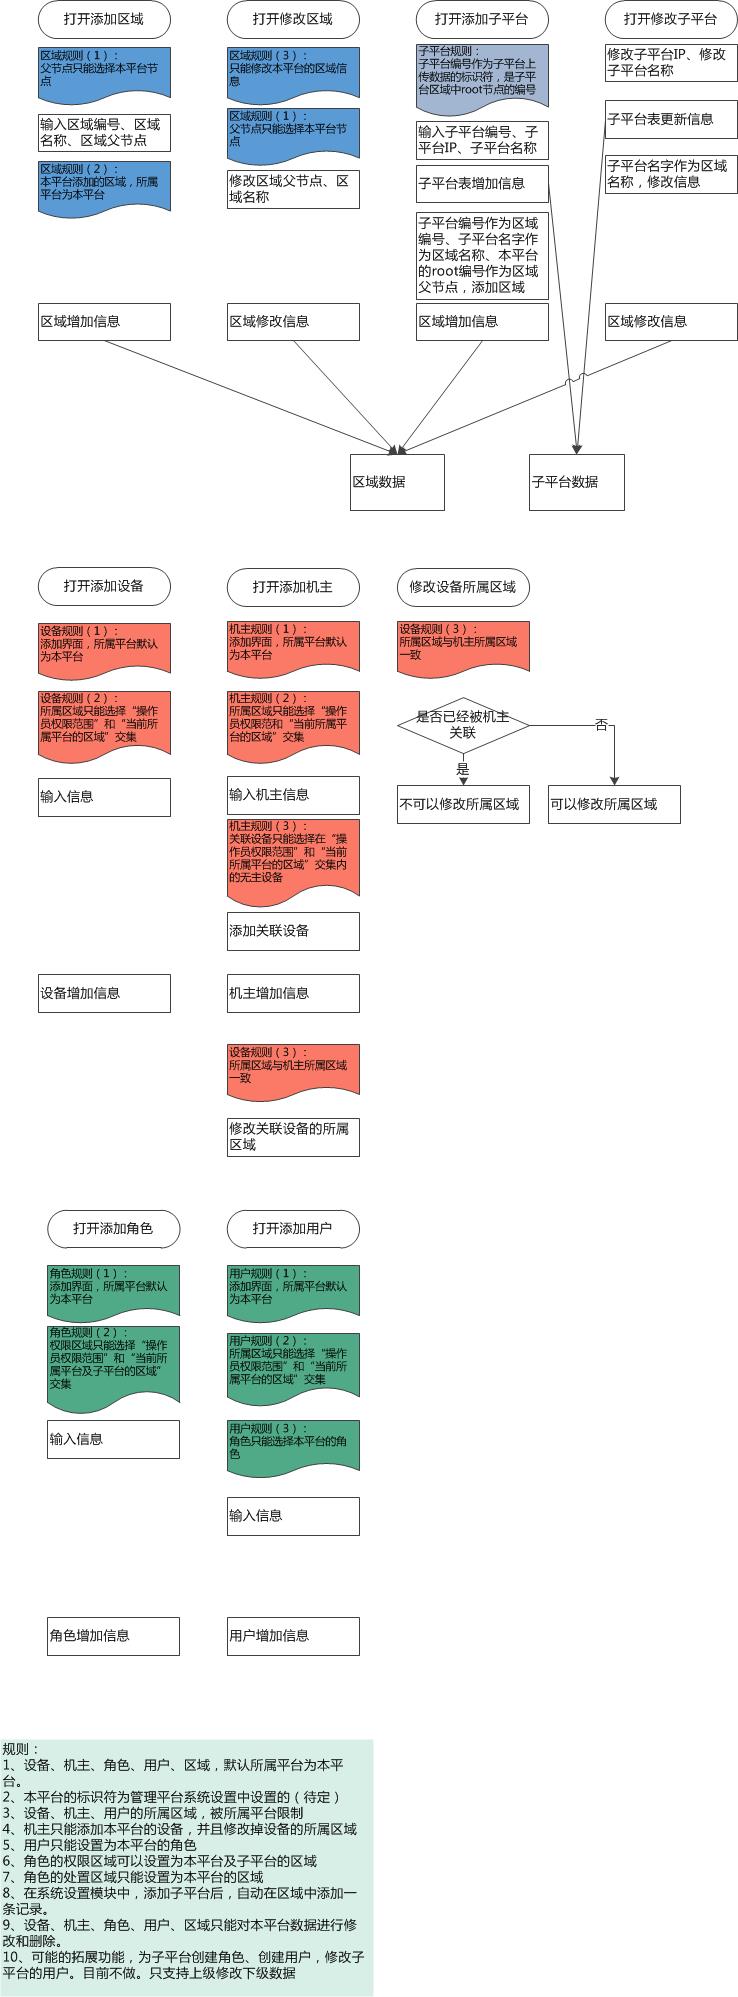 打开添加区域
区域规则（1）：
父节点只能选择本平台节
点
输入区域编号、区域
名称、区域父节点
区域规则（2）：
本平台添加的区域，所属
平台为本平台
区域增加信息
打开修改区域
区域规则（3）：
只能修改本平台的区域信
息
区域规则（1）：
父节点只能选择本平台节
点
修改区域父节点、区
域名称
区域修改信息
打开添加子平台
子平台规则：
子平台编号作为子平台上
传数据的标识符，是子平
台区域中root节点的编号
输入子平台编号、子
平台IP、子平台名称
子平台表增加信息
子平台编号作为区域
编号、子平台名字作
为区域名称、本平台
的root编号作为区域
父节点，添加区域
区域增加信息
打开修改子平台
修改子平台IP、修改
子平台名称
子平台表更新信息
子平台名字作为区域
名称，修改信息
区域修改信息
区域数据
子平台数据
打开添加设备
设备规则（1）：
添加界面，所属平台默认
为本平台
设备规则（2）：
所属区域只能选择“操作
员权限范围”和“当前所
属平台的区域”交集
输入信息
设备增加信息
打开添加机主
机主规则（1）：
添加界面，所属平台默认
为本平台
机主规则（2）：
所属区域只能选择“操作
员权限范和“当前所属平
台的区域”交集
输入机主信息
机主规则（3）：
关联设备只能选择在“操
作员权限范围”和“当前
所属平台的区域”交集内
的无主设备
添加关联设备
机主增加信息
设备规则（3）：
所属区域与机主所属区域
一致
修改关联设备的所属
区域
修改设备所属区域
设备规则（3）：
所属区域与机主所属区域
一致
是否已经被机主
关联
否
是
不可以修改所属区域
可以修改所属区域
打开添加角色
角色规则（1）：
添加界面，所属平台默认
为本平台
角色规则（2）：
权限区域只能选择“操作
员权限范围”和“当前所
属平台及子平台的区域”
交集
输入信息
角色增加信息
打开添加用户
用户规则（1）：
添加界面，所属平台默认
为本平台
用户规则（2）：
所属区域只能选择“操作
员权限范围”和“当前所
属平台的区域”交集
用户规则（3）：
角色只能选择本平台的角
色
输入信息
用户增加信息
规则：
1、设备、机主、角色、用户、区域，默认所属平台为本平
台。
2、本平台的标识符为管理平台系统设置中设置的（待定）
3、设备、机主、用户的所属区域，被所属平台限制
4、机主只能添加本平台的设备，并且修改掉设备的所属区域
5、用户只能设置为本平台的角色
6、角色的权限区域可以设置为本平台及子平台的区域
7、角色的处置区域只能设置为本平台的区域
8、在系统设置模块中，添加子平台后，自动在区域中添加一
条记录。
9、设备、机主、角色、用户、区域只能对本平台数据进行修
改和删除。
10、可能的拓展功能，为子平台创建角色、创建用户，修改子
平台的用户。目前不做。只支持上级修改下级数据